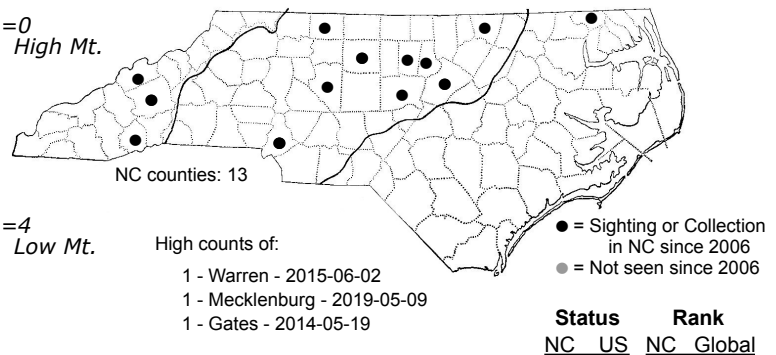 =0
High Mt.
NC counties: 13
=4
Low Mt.
High counts of:
1 - Warren - 2015-06-02
1 - Mecklenburg - 2019-05-09
1 - Gates - 2014-05-19
= Sighting or Collection
in NC since 2006
= Not seen since 2006
Status Rank
NC US NC Global